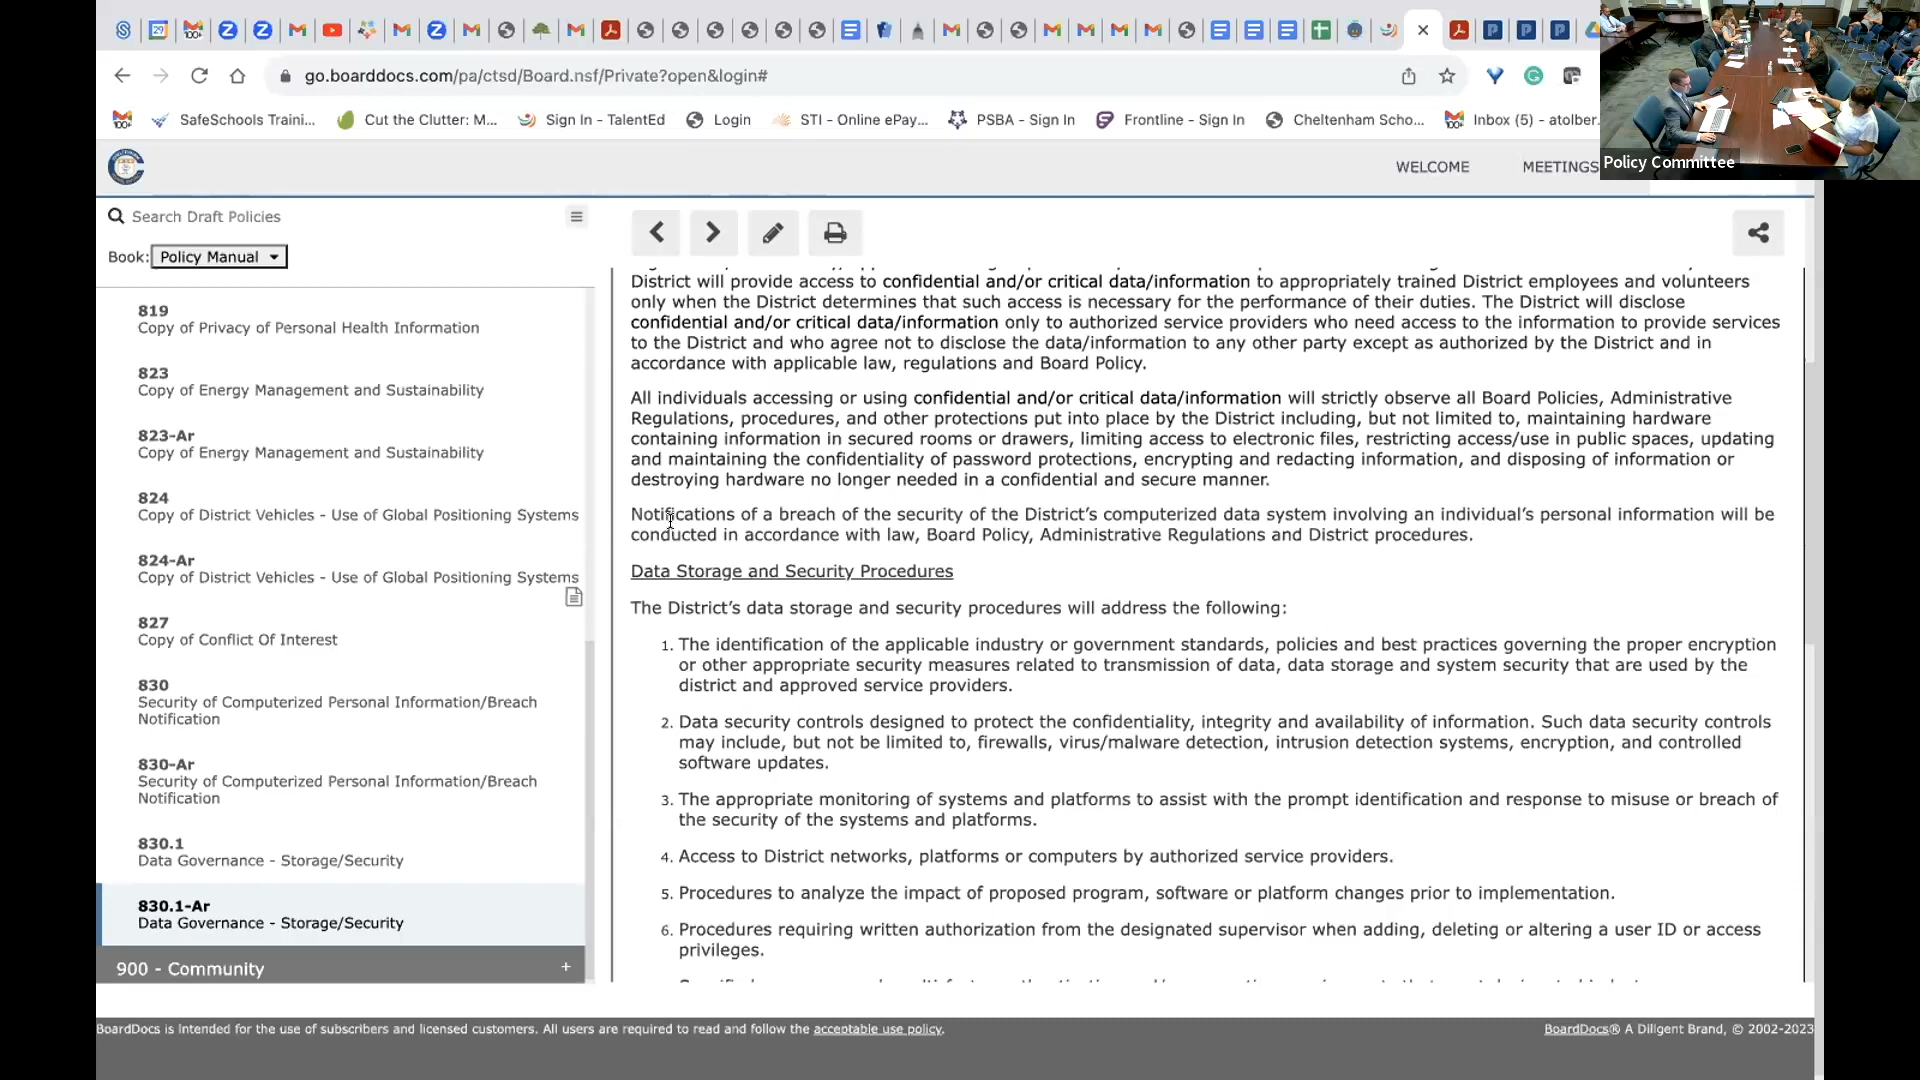 go.boarddocs.com/pa/ctsd/Board.nsf/Private?open&login#
SafeSchools Traini...
Cut the Clutter: M...
Sign In - TalentEd
Login
STI - Online ePay...
PSBA - Sign In
Frontline - Sign In
Cheltenham Scho...
Inbox (5) - atolber.
Policy Committee
WELCOME
MEETINGS
Search Draft Policies
Book: Policy Manual
819
Copy of Privacy of Personal Health Information
823
Copy of Energy Management and Sustainability
823-Ar
Copy of Energy Management and Sustainability
824
Copy of District Vehicles - Use of Global Positioning Systems
824-Ar
Copy of District Vehicles - Use of Global Positioning Systems
827
Copy of Conflict Of Interest
830
Security of Computerized Personal Information/Breach
Notification
830-Ar
Security of Computerized Personal Information/Breach
Notification
830.1
Data Governance - Storage/Security
830.1-Ar
Data Governance - Storage/Security
900 - Community +
District will provide access to confidential and/or critical data/information to appropriately trained District employees and volunteers
only when the District determines that such access is necessary for the performance of their duties. The District will disclose
confidential and/or critical data/information only to authorized service providers who need access to the information to provide services
to the District and who agree not to disclose the data/information to any other party except as authorized by the District and in
accordance with applicable law, regulations and Board Policy.
All individuals accessing or using confidential and/or critical data/information will strictly observe all Board Policies, Administrative
Regulations, procedures, and other protections put into place by the District including, but not limited to, maintaining hardware
containing information in secured rooms or drawers, limiting access to electronic files, restricting access/use in public spaces, updating
and maintaining the confidentiality of password protections, encrypting and redacting information, and disposing of information or
destroying hardware no longer needed in a confidential and secure manner.
Notifications of a breach of the security of the District's computerized data system involving an individual's personal information will be
conducted in accordance with law, Board Policy, Administrative Regulations and District procedures.
Data Storage and Security Procedures
The District's data storage and security procedures will address the following:
1. The identification of the applicable industry or government standards, policies and best practices governing the proper encryption
or other appropriate security measures related to transmission of data, data storage and system security that are used by the
district and approved service providers.
2. Data security controls designed to protect the confidentiality, integrity and availability of information. Such data security controls
may include, but not be limited to, firewalls, virus/malware detection, intrusion detection systems, encryption, and controlled
software updates.
3. The appropriate monitoring of systems and platforms to assist with the prompt identification and response to misuse or breach of
the security of the systems and platforms.
4. Access to District networks, platforms or computers by authorized service providers.
5. Procedures to analyze the impact of proposed program, software or platform changes prior to implementation.
6. Procedures requiring written authorization from the designated supervisor when adding, deleting or altering a user ID or access
privileges.
BoardDocs is intended for the use of subscribers and licensed customers. All users are required to read and follow the acceptable use policy.
BoardDocs® A Diligent Brand, © 2002-2023